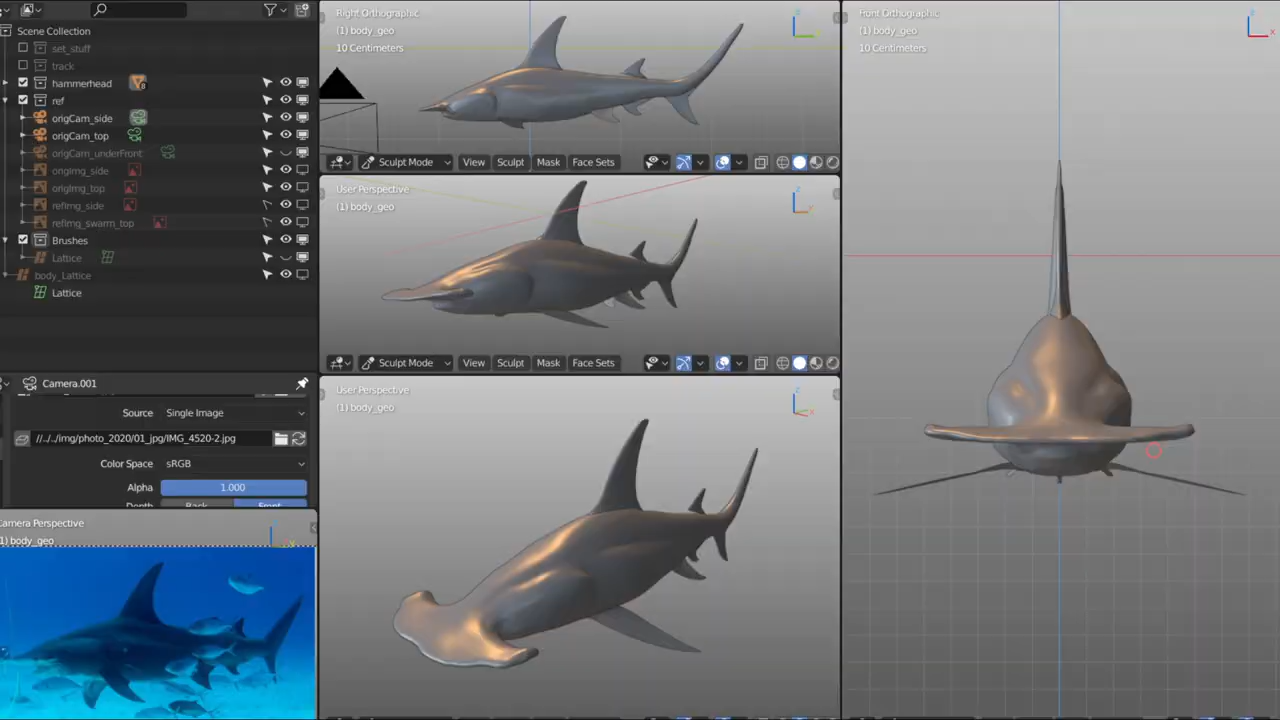 Scene Collection
set_stuff
track
hammerhead
8
ref
origCam_side
origCam_top
origCam_underFront
origImg_side
origImg_top
refImg_side
refImg_swarm_top
Brushes
Lattice
body_Lattice
Lattice
Camera.001
Source Single Image
//../../img/photo_2020/01_jpg/IMG_4520-2.jpg
Color Space sRGB
Alpha 1.000
Depth Back Front
Camera Perspective
1) body_geo
Right Orthographic
(1) body_geo
10 Centimeters
Sculpt Mode View Sculpt Mask Face Sets
User Perspective
(1) body_geo
Sculpt Mode View Sculpt Mask Face Sets
User Perspective
(1) body_geo
Front Orthographic
(1) body_geo
10 Centimeters